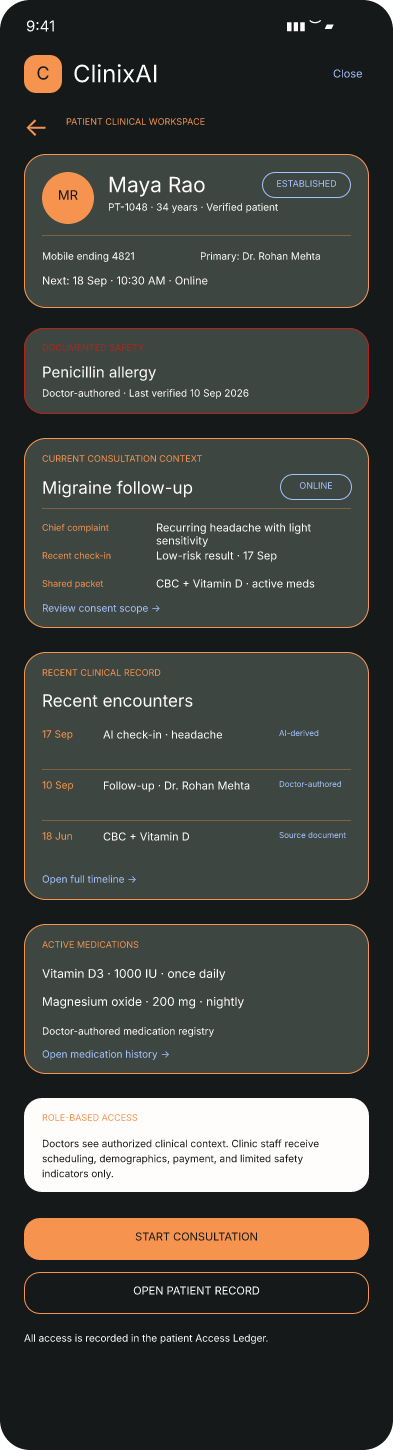 9:41
C ClinixAI Close
← PATIENT CLINICAL WORKSPACE
MR Maya Rao ESTABLISHED
PT-1048 · 34 years · Verified patient
Mobile ending 4821 Primary: Dr. Rohan Mehta
Next: 18 Sep · 10:30 AM · Online
DOCUMENTED SAFETY
Penicillin allergy
Doctor-authored · Last verified 10 Sep 2026
CURRENT CONSULTATION CONTEXT
Migraine follow-up ONLINE
Chief complaint Recurring headache with light
sensitivity
Recent check-in Low-risk result · 17 Sep
Shared packet CBC + Vitamin D · active meds
Review consent scope →
RECENT CLINICAL RECORD
Recent encounters
17 Sep AI check-in · headache AI-derived
10 Sep Follow-up · Dr. Rohan Mehta Doctor-authored
18 Jun CBC + Vitamin D Source document
Open full timeline →
ACTIVE MEDICATIONS
Vitamin D3 · 1000 IU · once daily
Magnesium oxide · 200 mg · nightly
Doctor-authored medication registry
Open medication history →
ROLE-BASED ACCESS
Doctors see authorized clinical context. Clinic staff receive
scheduling, demographics, payment, and limited safety
indicators only.
START CONSULTATION
OPEN PATIENT RECORD
All access is recorded in the patient Access Ledger.